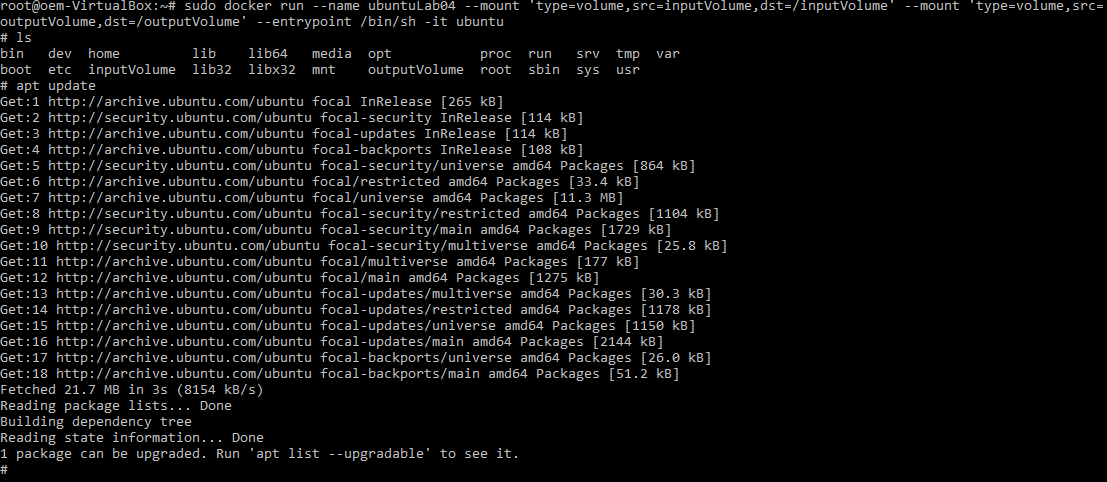 root@oem-VirtualBox:~# sudo docker run --name ubuntuLab04 --mount 'type=volume,src=inputVolume,dst=/inputVolume' --mount 'type=volume,src=
outputVolume,dst=/outputVolume' --entrypoint /bin/sh -it ubuntu
# ls
bin   dev  home         lib    lib64   media  opt           proc  run   srv  tmp  var
boot  etc  inputVolume  lib32  libx32  mnt    outputVolume  root  sbin  sys  usr
# apt update
Get:1 http://archive.ubuntu.com/ubuntu focal InRelease [265 kB]
Get:2 http://security.ubuntu.com/ubuntu focal-security InRelease [114 kB]
Get:3 http://archive.ubuntu.com/ubuntu focal-updates InRelease [114 kB]
Get:4 http://archive.ubuntu.com/ubuntu focal-backports InRelease [108 kB]
Get:5 http://security.ubuntu.com/ubuntu focal-security/universe amd64 Packages [864 kB]
Get:6 http://archive.ubuntu.com/ubuntu focal/restricted amd64 Packages [33.4 kB]
Get:7 http://archive.ubuntu.com/ubuntu focal/universe amd64 Packages [11.3 MB]
Get:8 http://security.ubuntu.com/ubuntu focal-security/restricted amd64 Packages [1104 kB]
Get:9 http://security.ubuntu.com/ubuntu focal-security/main amd64 Packages [1729 kB]
Get:10 http://security.ubuntu.com/ubuntu focal-security/multiverse amd64 Packages [25.8 kB]
Get:11 http://archive.ubuntu.com/ubuntu focal/multiverse amd64 Packages [177 kB]
Get:12 http://archive.ubuntu.com/ubuntu focal/main amd64 Packages [1275 kB]
Get:13 http://archive.ubuntu.com/ubuntu focal-updates/multiverse amd64 Packages [30.3 kB]
Get:14 http://archive.ubuntu.com/ubuntu focal-updates/restricted amd64 Packages [1178 kB]
Get:15 http://archive.ubuntu.com/ubuntu focal-updates/universe amd64 Packages [1150 kB]
Get:16 http://archive.ubuntu.com/ubuntu focal-updates/main amd64 Packages [2144 kB]
Get:17 http://archive.ubuntu.com/ubuntu focal-backports/universe amd64 Packages [26.0 kB]
Get:18 http://archive.ubuntu.com/ubuntu focal-backports/main amd64 Packages [51.2 kB]
Fetched 21.7 MB in 3s (8154 kB/s)
Reading package lists... Done
Building dependency tree
Reading state information... Done
1 package can be upgraded. Run 'apt list --upgradable' to see it.
#